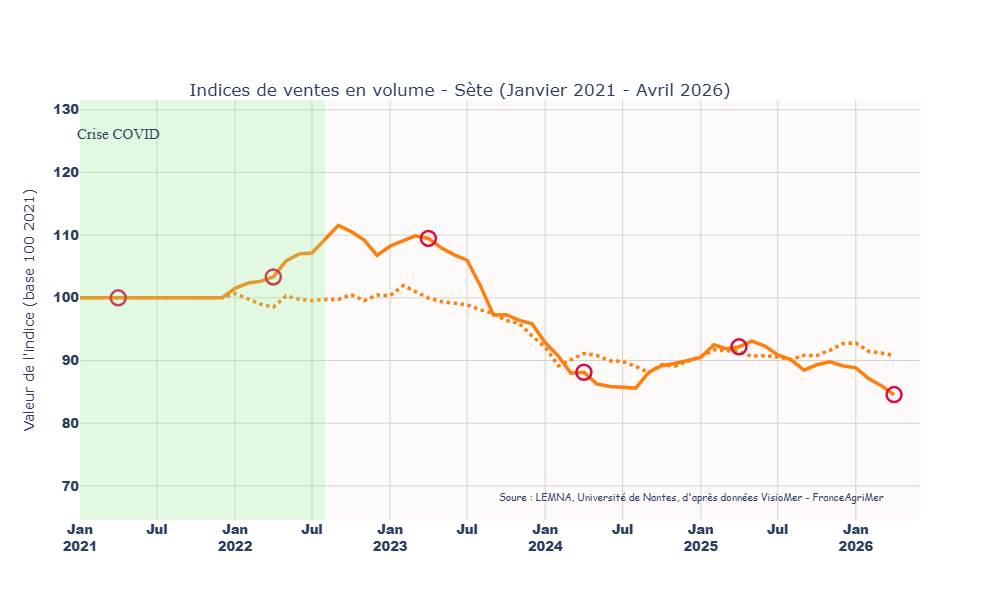 Indices de ventes en volume - Sète (Janvier 2021 - Avril 2026)
Valeur de l'indice (base 100 2021)
130
Crise COVID
120
110
100
90
80
70
Soure : LEMNA, Université de Nantes, d'après données VisioMer - FranceAgriMer
Jan Jul Jan Jul Jan Jul Jan Jul Jan Jul Jan
2021 2022 2023 2024 2025 2026